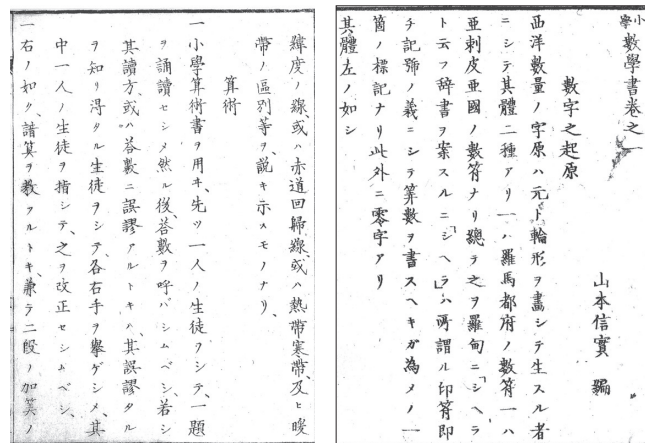 小學數學書卷之一
山本信實 編
數字之起原
西洋數量ノ字原ハ元ト輪形ヲ畵シテ生スル者
ニシテ其體二種アリ一ハ羅馬都府ノ數符一ハ
亜刺皮亜國ノ數符ナリ總テ之ヲ羅甸ニ「シヘラ
ト云フ辞書ヲ案スルニ「シヘラ」ハ所謂ル印符即
チ記號ノ義ニシテ筭數ヲ書スヘキガ為メノ一
箇ノ標記ナリ此外ニ零字アリ
其體左ノ如シ
緯度ノ線、或ハ赤道回歸線、或ハ熱帶寒帶及ヒ暖
帶ノ區別等ヲ、説キ示スモノナリ、
算術
一小學算術書ヲ用ヰ、先ツ一人ノ生徒ヲシテ、一題
ヲ誦讀セシメ然ル後、答數ヲ呼バシムベシ、若シ
其讀方、或ハ答數ニ誤謬アルトキハ、其誤謬タル
ヲ知リ淂タル生徒ヲシテ、各右手ヲ擧ゲシメ、其
中一人ノ生徒ヲ指シテ、之ヲ改正セシムベシ、
一右ノ如ク、諳算ヲ教フルトキ、兼テ二段ノ加算ノ